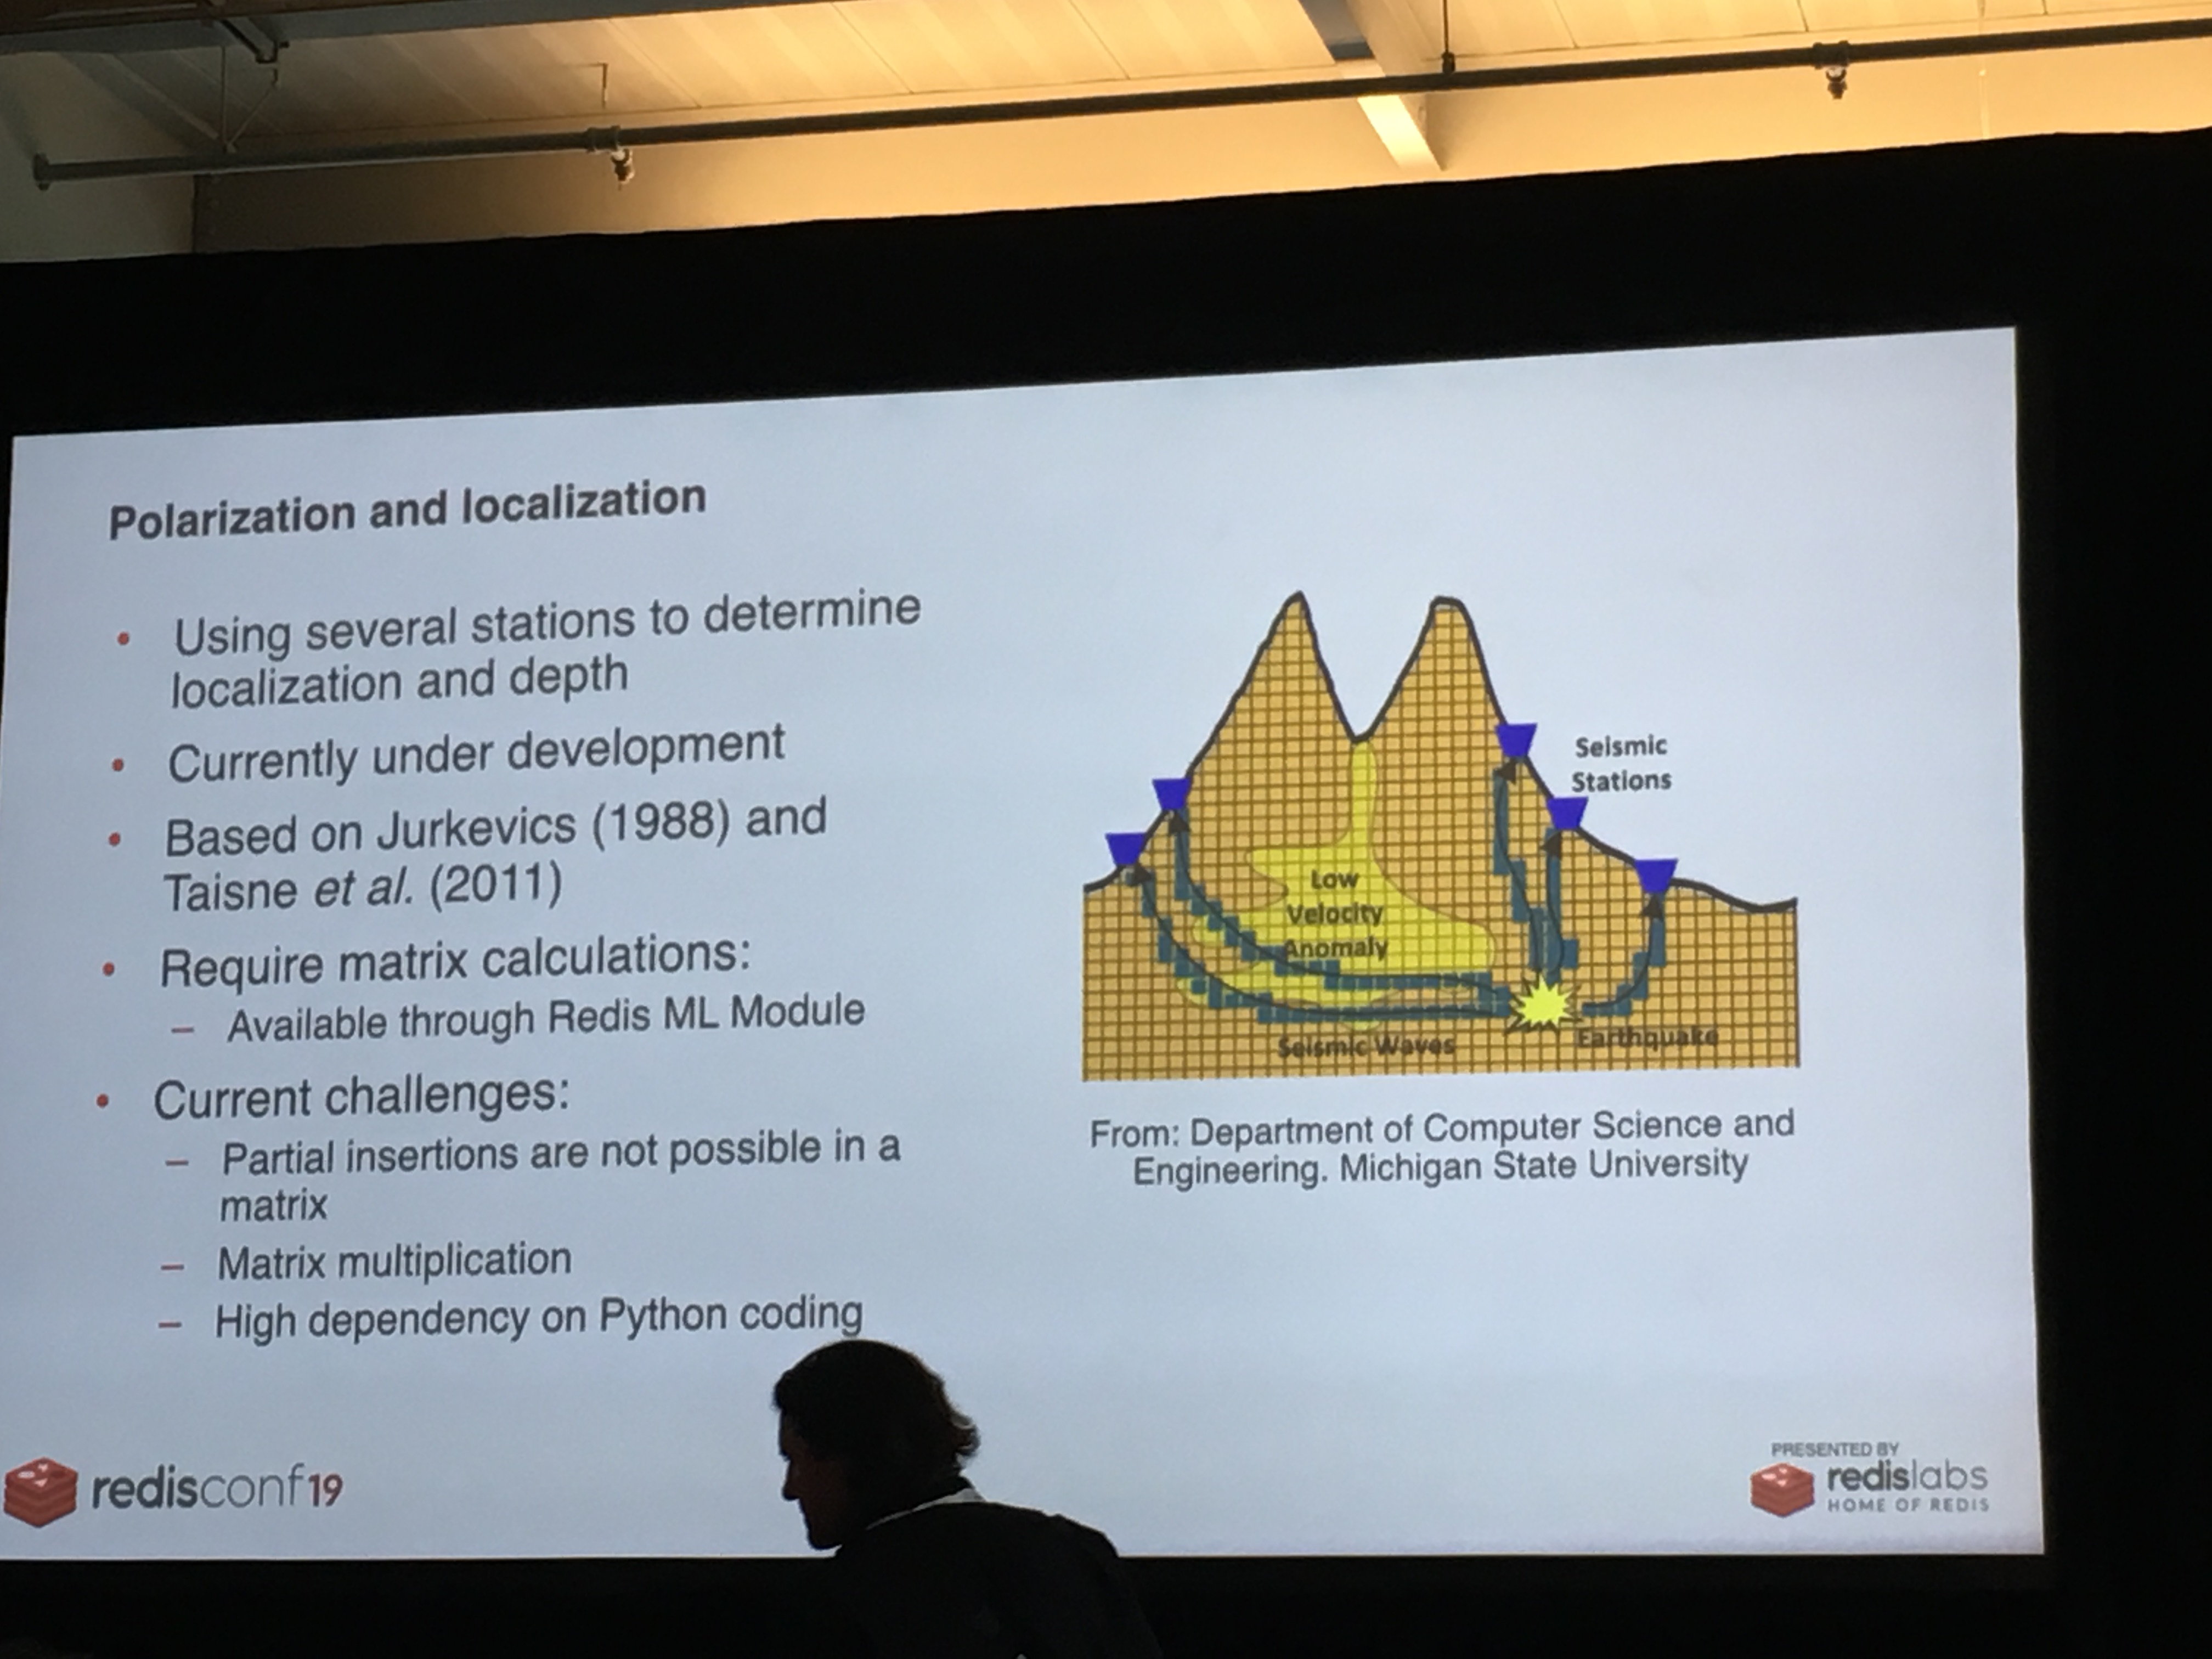 Polarization and localization
• Using several stations to determine
localization and depth
• Currently under development
• Based on Jurkevics (1988) and
Taisne et al. (2011)
• Require matrix calculations:
– Available through Redis ML Module
• Current challenges:
– Partial insertions are not possible in a
matrix
– Matrix multiplication
– High dependency on Python coding
Seismic
Stations
Low
Velocity
Anomaly
Seismic Waves
Earthquake
From: Department of Computer Science and
Engineering. Michigan State University
redisconf19
PRESENTED BY
redislabs
HOME OF REDIS